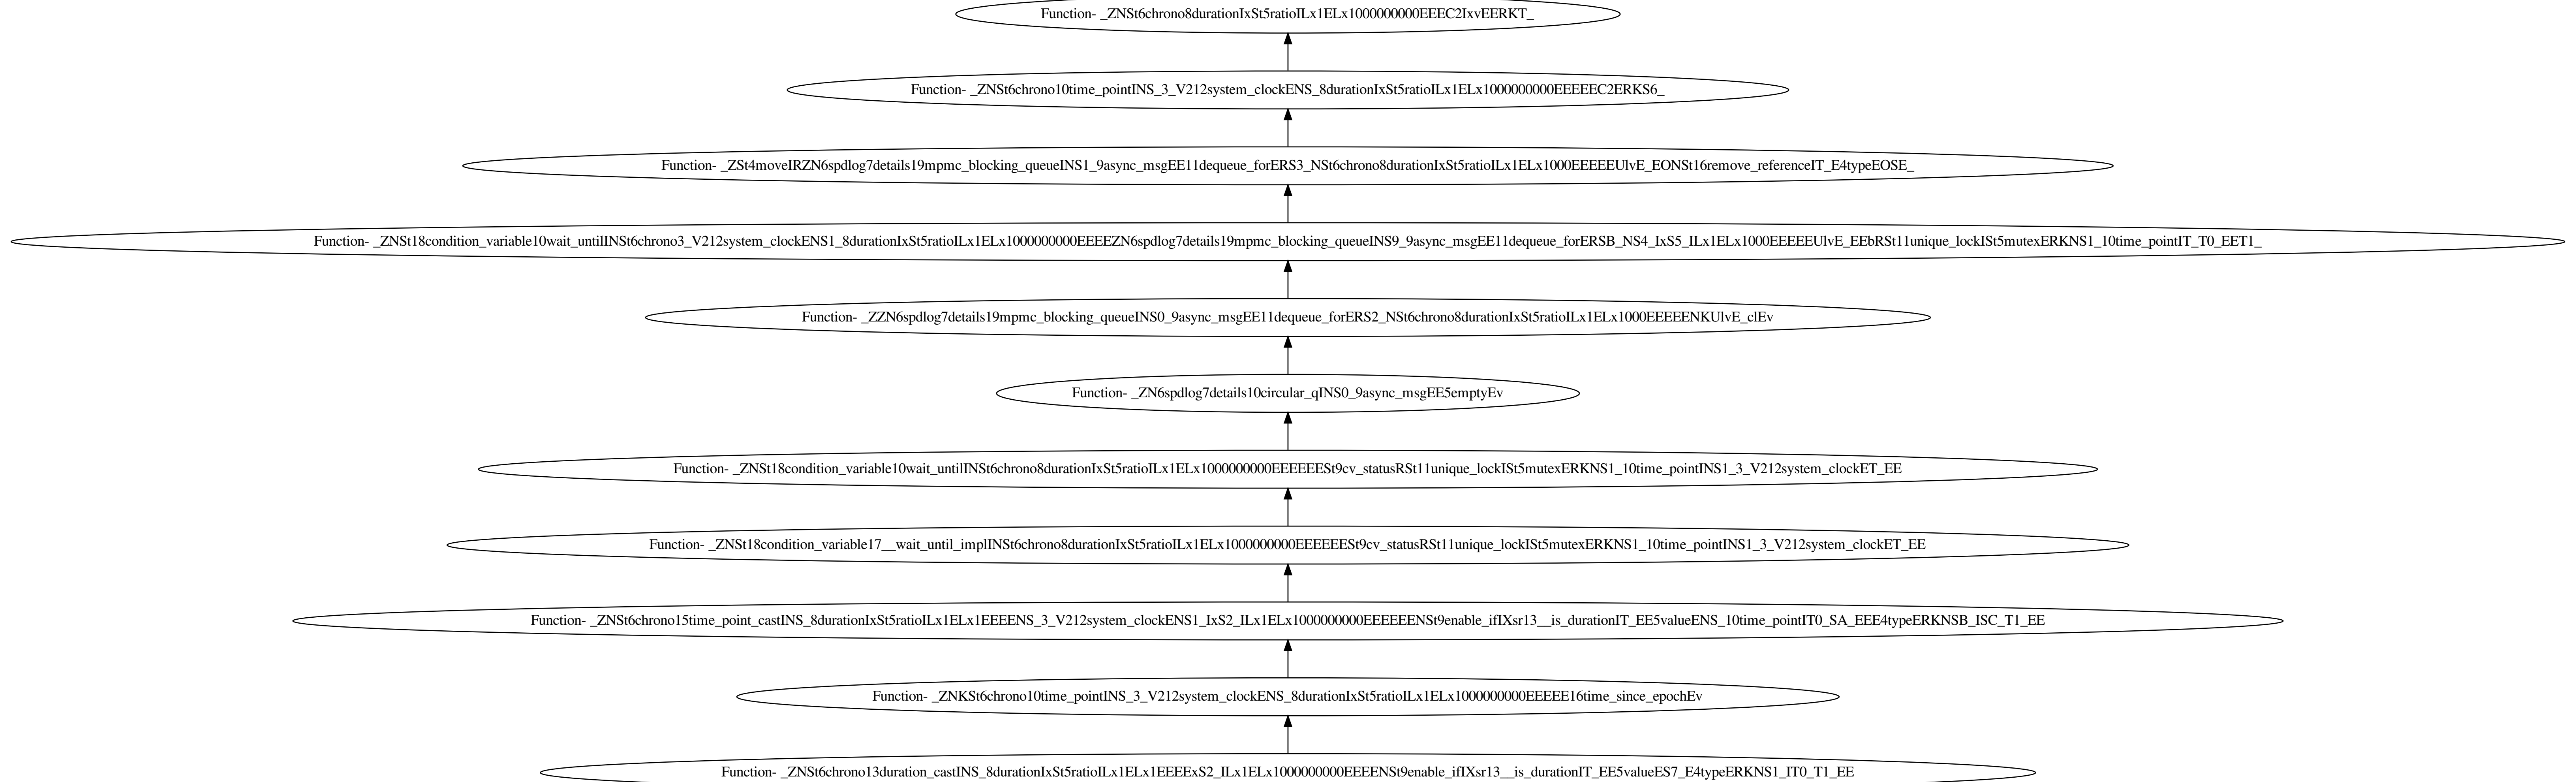 Function- _ZNSt6chrono8durationIxSt5ratioILx1ELx1000000000EEEC2IxvEERKT_
Function- _ZNSt6chrono10time_pointINS_3_V212system_clockENS_8durationIxSt5ratioILx1ELx1000000000EEEEEC2ERKS6_
Function- _ZSt4moveIRZN6spdlog7details19mpmc_blocking_queueINS1_9async_msgEE11dequeue_forERS3_NSt6chrono8durationIxSt5ratioILx1ELx1000EEEEEUlvE_EONSt16remove_referenceIT_E4typeEOSE_
Function- _ZNSt18condition_variable10wait_untilINSt6chrono3_V212system_clockENS1_8durationIxSt5ratioILx1ELx1000000000EEEEZN6spdlog7details19mpmc_blocking_queueINS9_9async_msgEE11dequeue_forERSB_NS4_IxS5_ILx1ELx1000EEEEEUlvE_EEbRSt11unique_lockISt5mutexERKNS1_10time_pointIT_T0_EET1_
Function- _ZZN6spdlog7details19mpmc_blocking_queueINS0_9async_msgEE11dequeue_forERS2_NSt6chrono8durationIxSt5ratioILx1ELx1000EEEEENKUlvE_clEv
Function- _ZN6spdlog7details10circular_qINS0_9async_msgEE5emptyEv
Function- _ZNSt18condition_variable10wait_untilINSt6chrono8durationIxSt5ratioILx1ELx1000000000EEEEEESt9cv_statusRSt11unique_lockISt5mutexERKNS1_10time_pointINS1_3_V212system_clockET_EE
Function- _ZNSt18condition_variable17__wait_until_implINSt6chrono8durationIxSt5ratioILx1ELx1000000000EEEEEESt9cv_statusRSt11unique_lockISt5mutexERKNS1_10time_pointINS1_3_V212system_clockET_EE
Function- _ZNSt6chrono15time_point_castINS_8durationIxSt5ratioILx1ELx1EEEENS_3_V212system_clockENS1_IxS2_ILx1ELx1000000000EEEEEENSt9enable_ifIXsr13__is_durationIT_EE5valueENS_10time_pointIT0_SA_EEE4typeERKNSB_ISC_T1_EE
Function- _ZNKSt6chrono10time_pointINS_3_V212system_clockENS_8durationIxSt5ratioILx1ELx1000000000EEEEE16time_since_epochEv
Function- _ZNSt6chrono13duration_castINS_8durationIxSt5ratioILx1ELx1EEEExS2_ILx1ELx1000000000EEEENSt9enable_ifIXsr13__is_durationIT_EE5valueES7_E4typeERKNS1_IT0_T1_EE